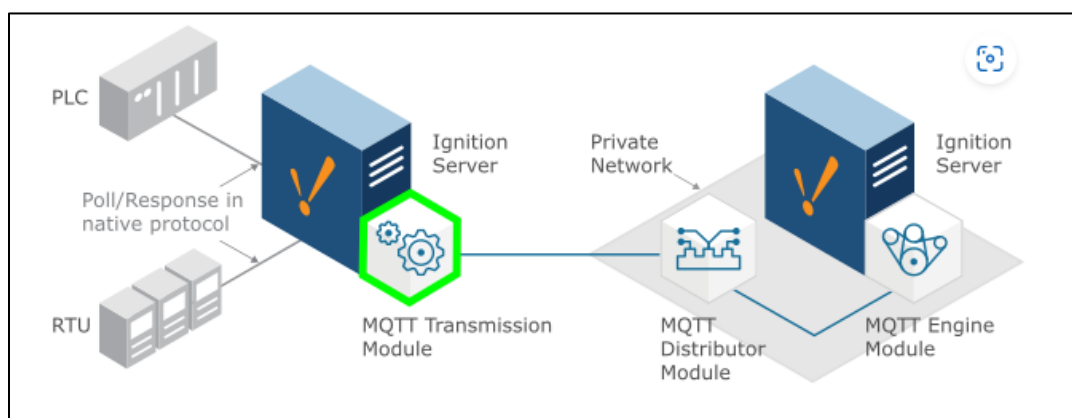 PLC
Ignition
Server
Private
Network
Ignition
Server
Poll/Response in
native protocol
RTU
MQTT Transmission
Module
MQTT
Distributor
Module
MQTT Engine
Module